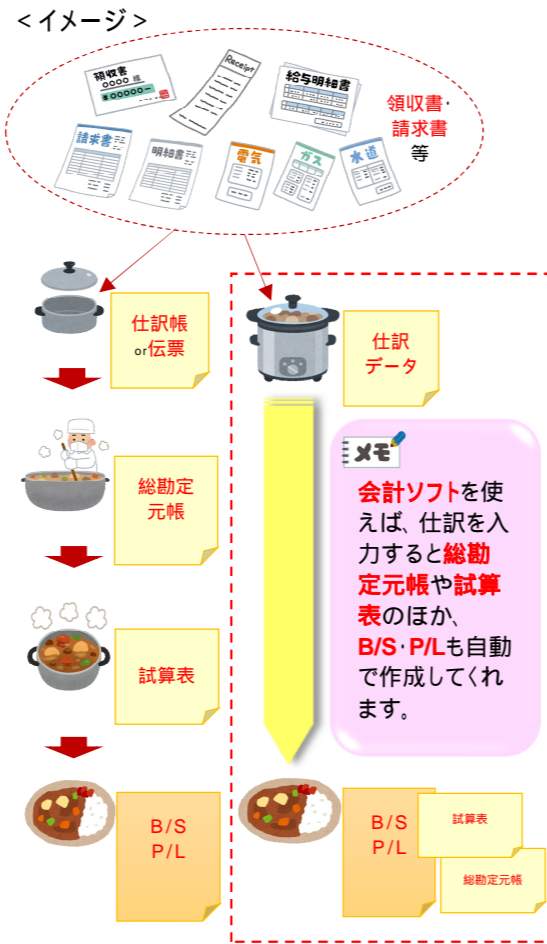 ＜イメージ＞
領収書
○○○○ 様
¥○○○○○－
Receipt
給与明細書
領収書･
請求書
等
請求書
明細書
電気
ガス
水道
仕訳帳
or伝票
仕訳
データ
メモ
会計ソフトを使
えば、仕訳を入
力すると総勘
定元帳や試算
表のほか、
B/S･P/Lも自動
で作成してくれ
ます。
総勘定
元帳
試算表
B/S
P/L
B/S
P/L
試算表
総勘定元帳